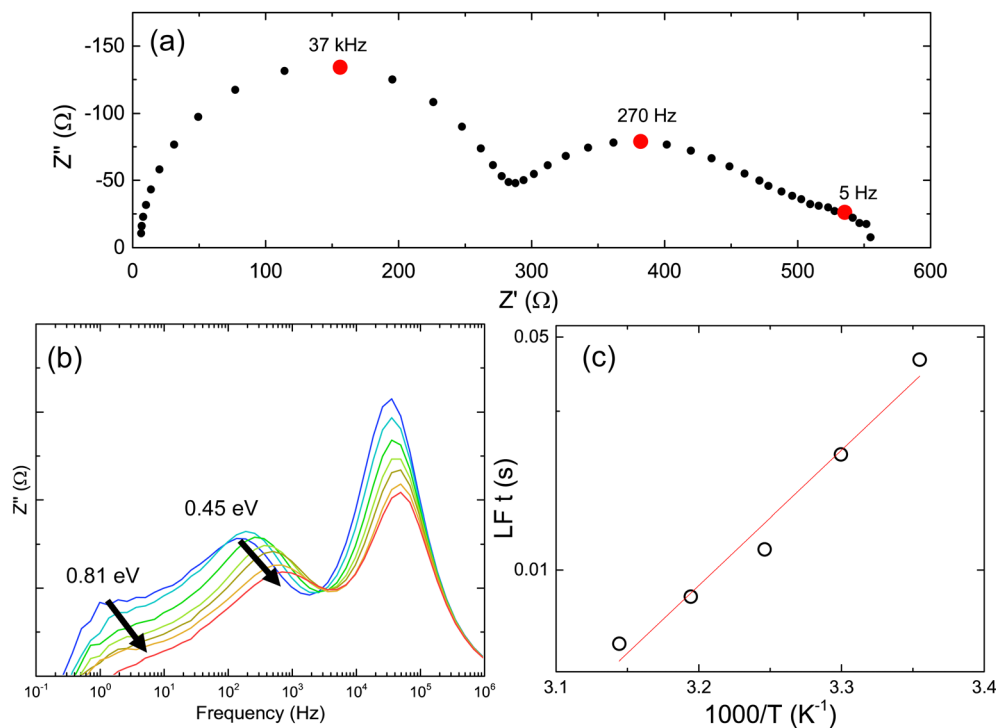 (a)
37 kHz
270 Hz
5 Hz
-150
-100
-50
0
Z'' (Ω)
0 100 200 300 400 500 600
Z' (Ω)
(b)
0.45 eV
0.81 eV
Z'' (Ω)
10⁻¹ 10⁰ 10¹ 10² 10³ 10⁴ 10⁵ 10⁶
Frequency (Hz)
(c)
0.05
0.01
LF t (s)
3.1 3.2 3.3 3.4
1000/T (K⁻¹)